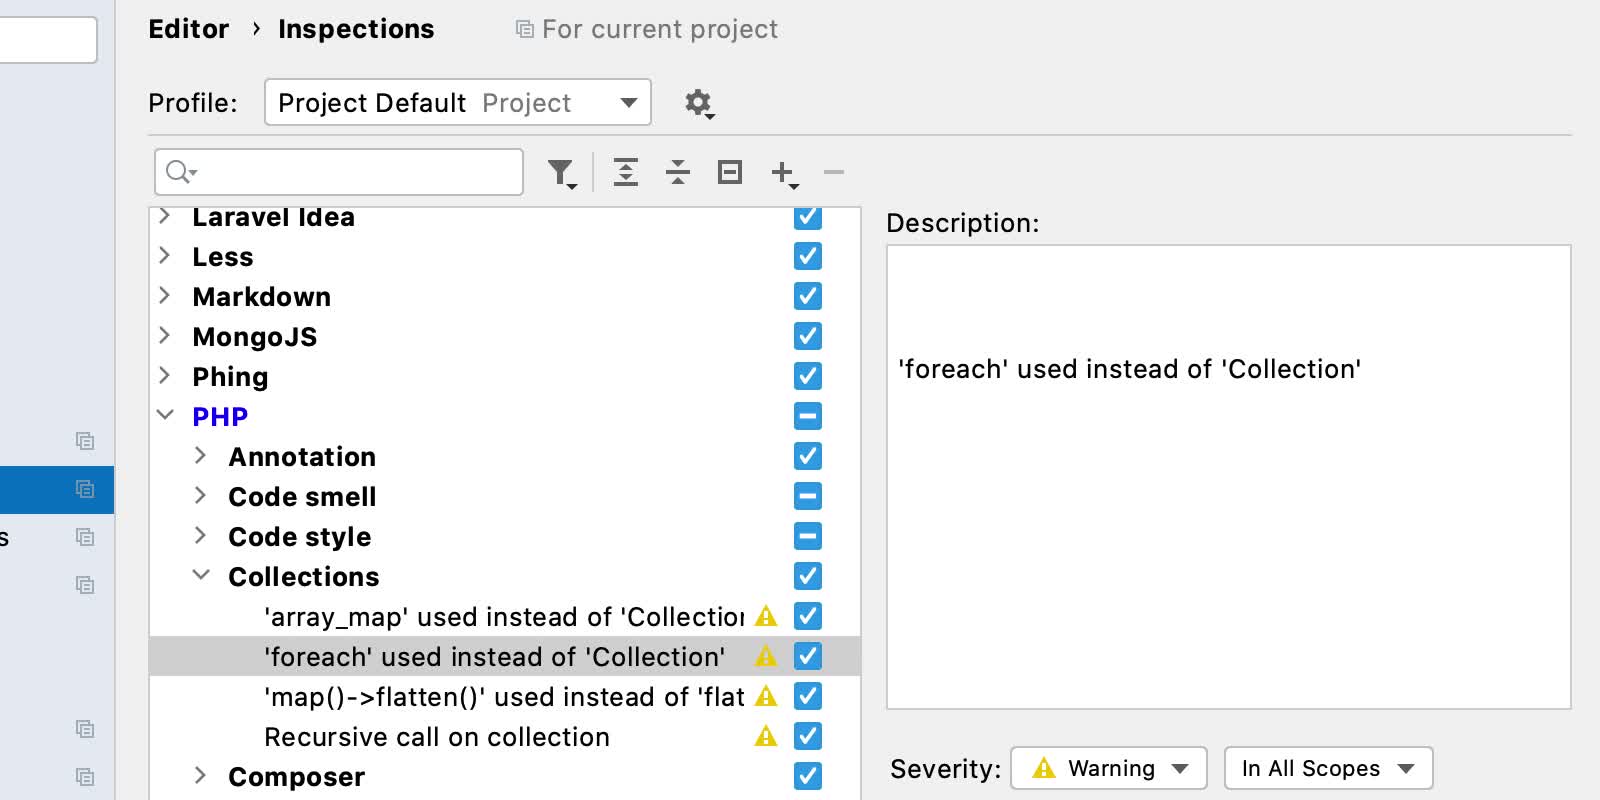 Editor › Inspections For current project
Profile: Project Default Project
Laravel Idea
Less
Markdown
MongoJS
Phing
PHP
Annotation
Code smell
Code style
s
Collections
'array_map' used instead of 'Collection
'foreach' used instead of 'Collection'
'map()->flatten()' used instead of 'flat
Recursive call on collection
Composer
Description:
'foreach' used instead of 'Collection'
Severity: Warning In All Scopes